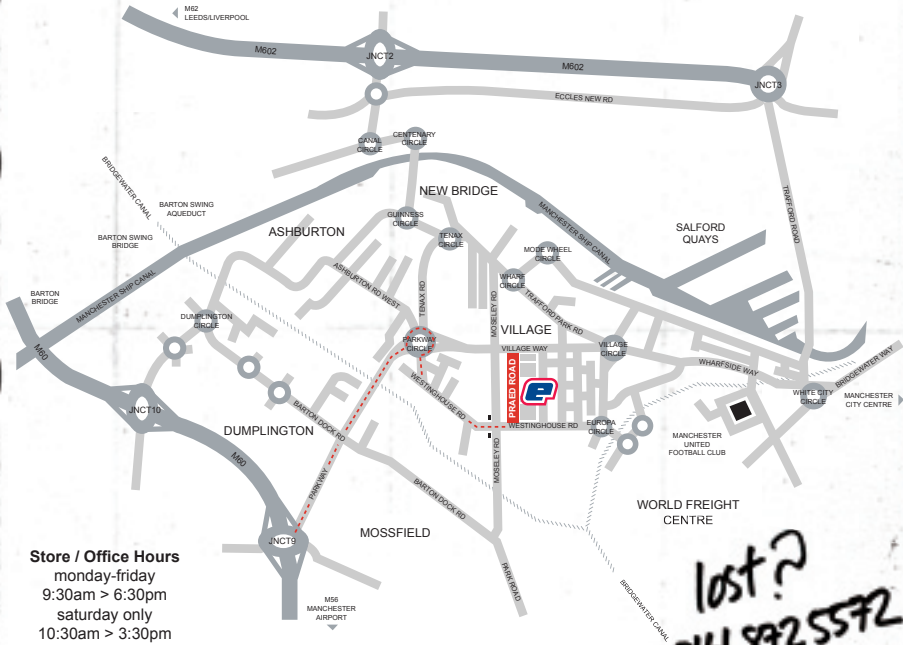 M62
LEEDS/LIVERPOOL
M602
JNCT2
M602
JNCT3
ECCLES NEW RD
CANAL
CIRCLE
CENTENARY
CIRCLE
BRIDGEWATER CANAL
BARTON SWING
AQUEDUCT
BARTON SWING
BRIDGE
ASHBURTON
NEW BRIDGE
GUINNESS
CIRCLE
TENAX
CIRCLE
MANCHESTER SHIP CANAL
MODE WHEEL
CIRCLE
SALFORD
QUAYS
TRAFFORD ROAD
BARTON
BRIDGE
MANCHESTER SHIP CANAL
ASHBURTON RD WEST
TENAX RD
MOSELEY RD
WHARF
CIRCLE
TRAFFORD PARK RD
DUMPLINGTON
CIRCLE
M60
PARKWAY
CIRCLE
VILLAGE
VILLAGE WAY
VILLAGE
CIRCLE
WHARFSIDE WAY
BRIDGEWATER WAY
WHITE CITY
CIRCLE
MANCHESTER
CITY CENTRE
PRAED ROAD
e
WESTINGHOUSE RD
WESTINGHOUSE RD
EUROPA
CIRCLE
MANCHESTER
UNITED
FOOTBALL CLUB
JNCT10
DUMPLINGTON
BARTON DOCK RD
MOSELEY RD
M60
PARKWAY
BARTON DOCK RD
WORLD FREIGHT
CENTRE
JNCT9
MOSSFIELD
PARK ROAD
BRIDGEWATER CANAL
M56
MANCHESTER
AIRPORT
Store / Office Hours
monday-friday
9:30am > 6:30pm
saturday only
10:30am > 3:30pm
lost?
872 5572